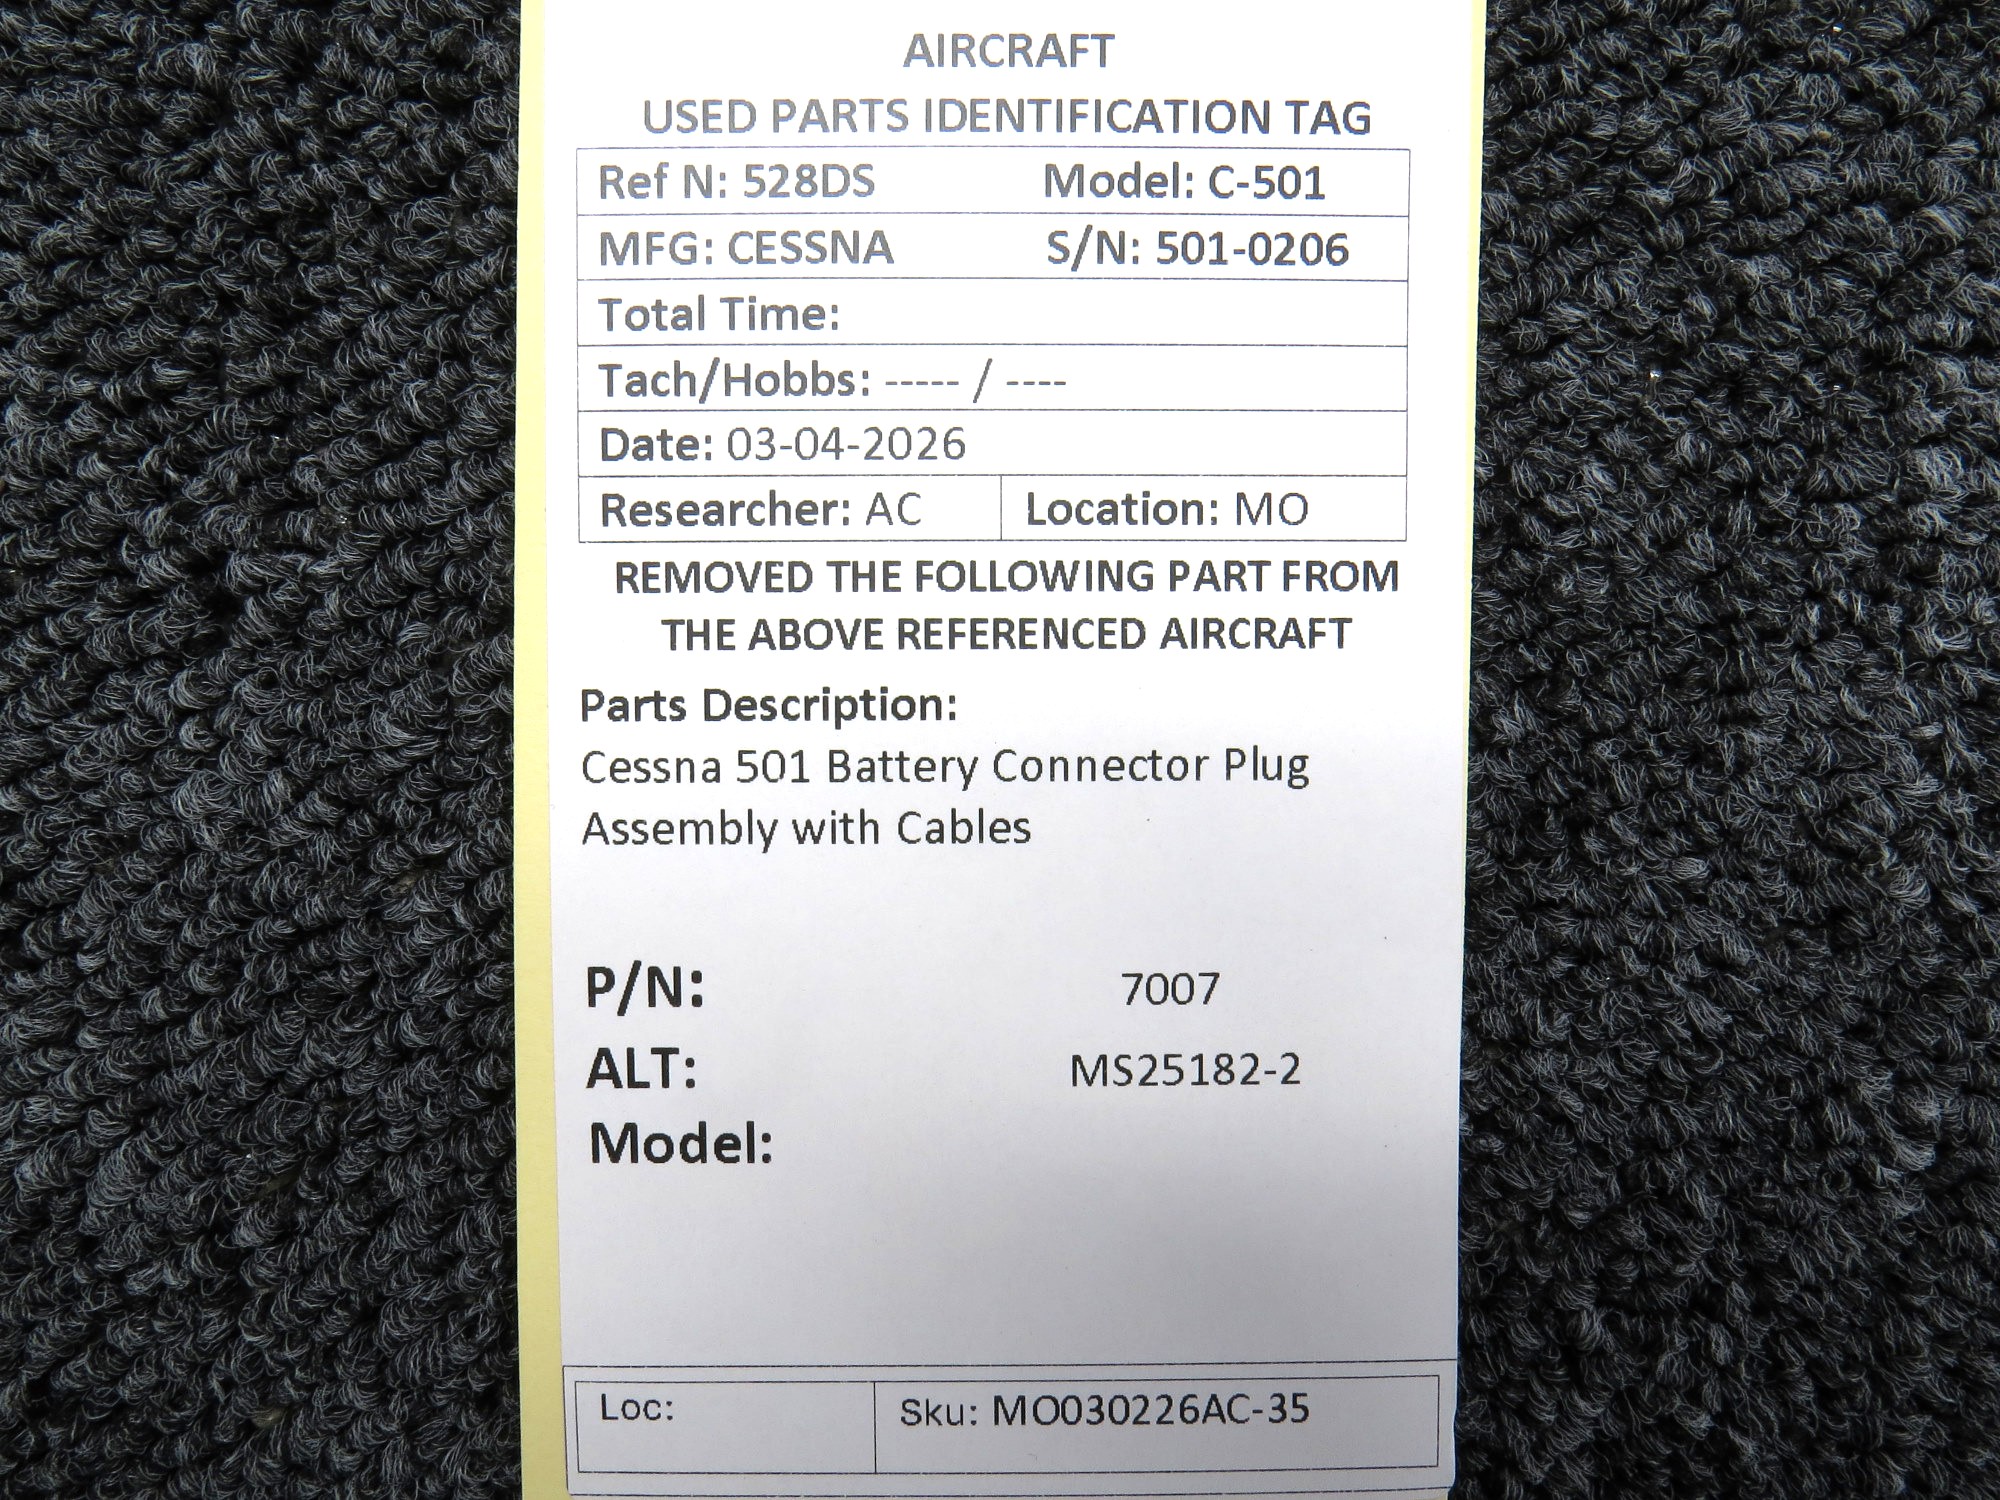 AIRCRAFT
USED PARTS IDENTIFICATION TAG
Ref N: 528DS Model: C-501
MFG: CESSNA S/N: 501-0206
Total Time:
Tach/Hobbs: ----- / ----
Date: 03-04-2026
Researcher: AC Location: MO
REMOVED THE FOLLOWING PART FROM
THE ABOVE REFERENCED AIRCRAFT
Parts Description:
Cessna 501 Battery Connector Plug
Assembly with Cables
P/N: 7007
ALT: MS25182-2
Model:
Loc: Sku: MO030226AC-35